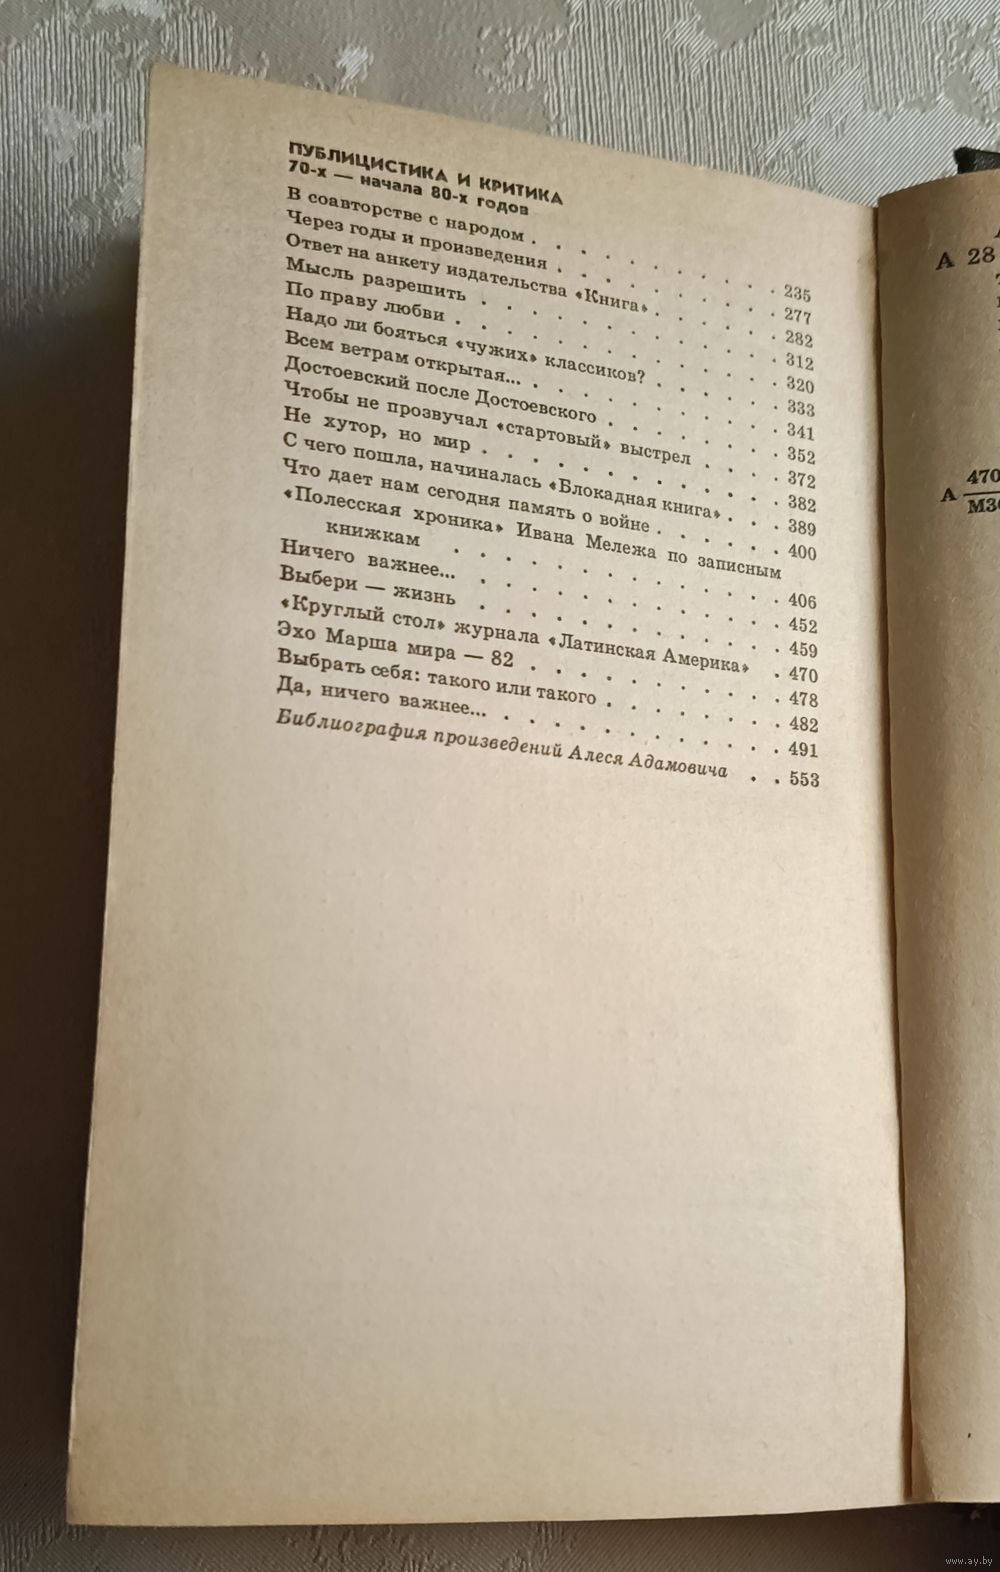 ПУБЛИЦИСТИКА И КРИТИКА
70-х — начала 80-х годов
В соавторстве с народом . . . . . . . . . . 235
Через годы и произведения . . . . . . . . . 277
Ответ на анкету издательства «Книга» . . . . . 282
Мысль разрешить . . . . . . . . . . . . 312
По праву любви . . . . . . . . . . . . . 320
Надо ли бояться «чужих» классиков? . . . . . 333
Всем ветрам открытая... . . . . . . . . . . 341
Достоевский после Достоевского . . . . . . . 352
Чтобы не прозвучал «стартовый» выстрел . . . . 372
Не хутор, но мир . . . . . . . . . . . . 382
С чего пошла, начиналась «Блокадная книга» . . . 389
Что дает нам сегодня память о войне . . . . . . 400
«Полесская хроника» Ивана Мележа по записным
книжкам . . . . . . . . . . . . . 406
Ничего важнее... . . . . . . . . . . . . 452
Выбери — жизнь . . . . . . . . . . . . 459
«Круглый стол» журнала «Латинская Америка» . 470
Эхо Марша мира — 82 . . . . . . . . . . 478
Выбрать себя: такого или такого . . . . . . . 482
Да, ничего важнее... . . . . . . . . . . . 491
Библиография произведений Алеся Адамовича . . 553
А 28
А 470
М30
www.ay.by